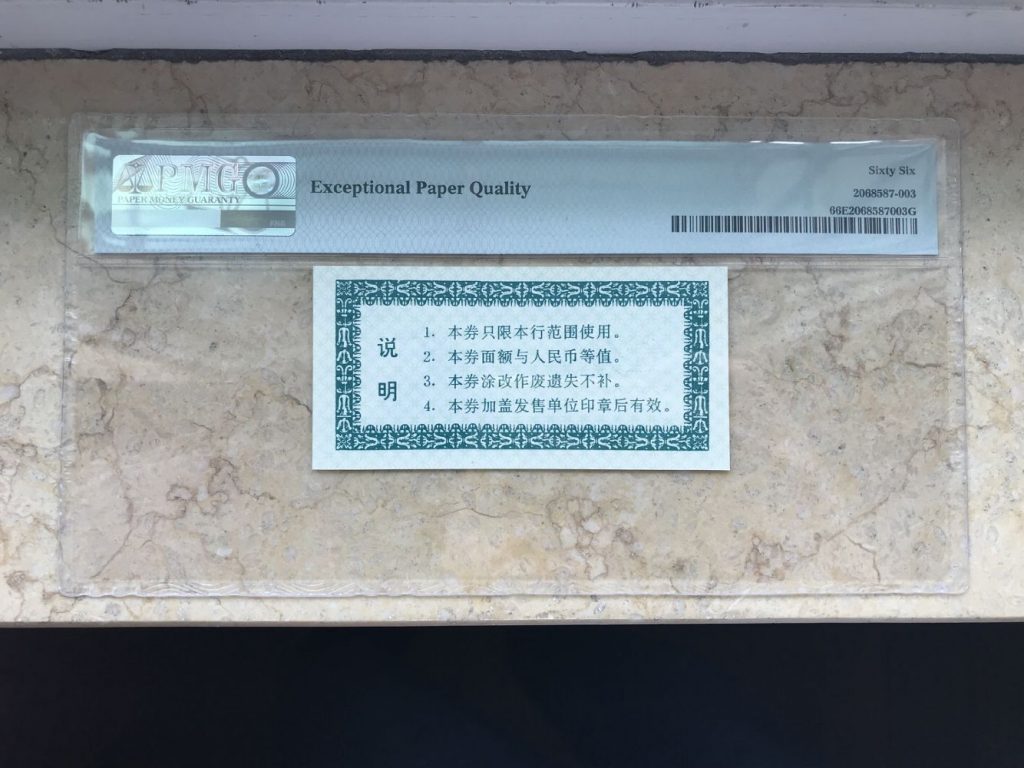 PMG
PAPER MONEY GUARANTY
Exceptional Paper Quality
Sixty Six
2068587-003
66E2068587003G
说明
1. 本券只限本行范围使用。
2. 本券面额与人民币等值。
3. 本券涂改作废遗失不补。
4. 本券加盖发售单位印章后有效。